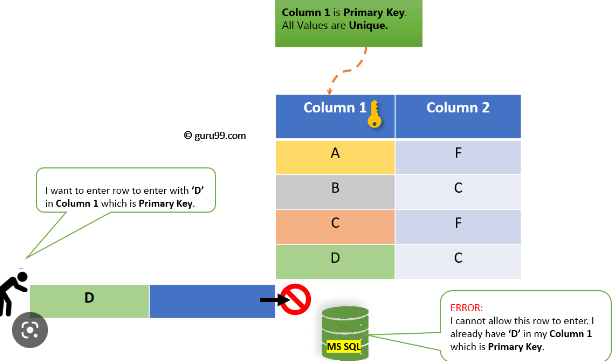 Column 1 is Primary Key.
All Values are Unique.
Column 1 Column 2
© guru99.com
A F
B C
C F
D C
I want to enter row to enter with ‘D’
in Column 1 which is Primary Key.
D
MS SQL
ERROR:
I cannot allow this row to enter. I
already have ‘D’ in my Column 1
which is Primary Key.